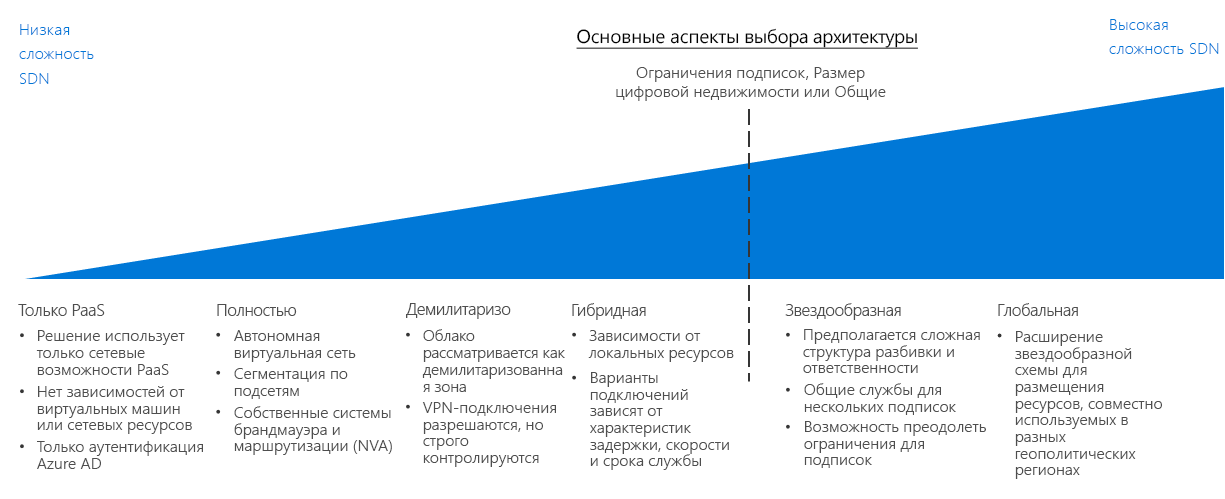 Низкая
сложность
SDN
Основные аспекты выбора архитектуры
Ограничения подписок, Размер
цифровой недвижимости или Общие
Высокая
сложность SDN
Только PaaS
• Решение использует
только сетевые
возможности PaaS
• Нет зависимостей от
виртуальных машин
или сетевых ресурсов
• Только аутентификация
Azure AD
Полностью
• Автономная
виртуальная сеть
• Сегментация по
подсетям
• Собственные системы
брандмауэра и
маршрутизации (NVA)
Демилитаризо
• Облако
рассматривается как
демилитаризованна
я зона
• VPN-подключения
разрешаются, но
строго
контролируются
Гибридная
• Зависимости от
локальных ресурсов
• Варианты
подключений
зависят от
характеристик
задержки, скорости
и срока службы
Звездообразная
• Предполагается сложная
структура разбивки и
ответственности
• Общие службы для
нескольких подписок
• Возможность преодолеть
ограничения для
подписок
Глобальная
• Расширение
звездообразной
схемы для
размещения
ресурсов, совместно
используемых в
разных
геополитических
регионах